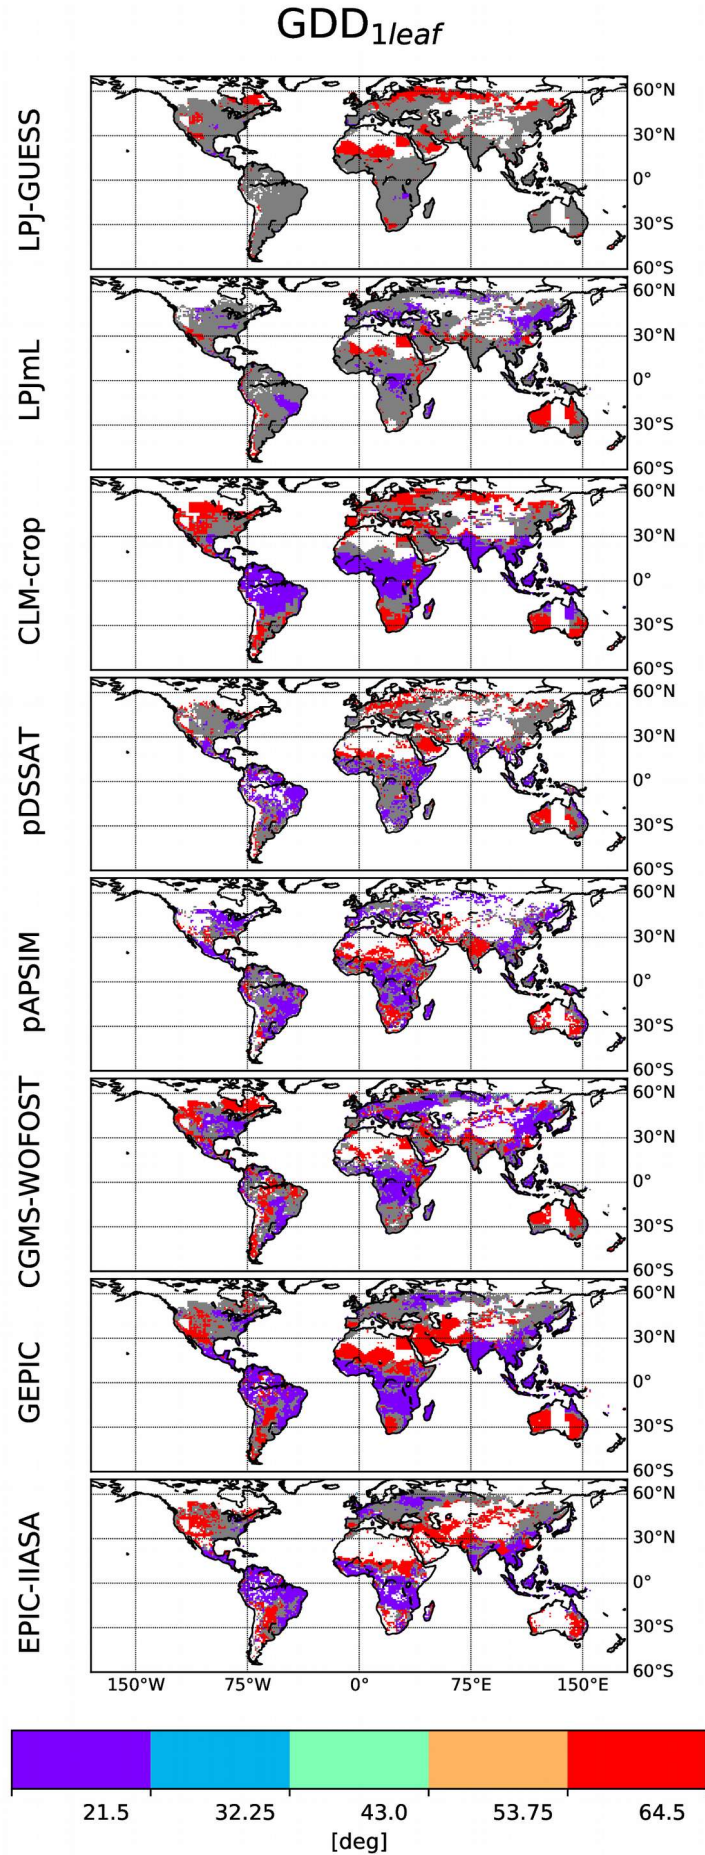 GDD1leaf
LPJ-GUESS
60°N
30°N
0°
30°S
60°S
LPJmL
60°N
30°N
0°
30°S
60°S
CLM-crop
60°N
30°N
0°
30°S
60°S
pDSSAT
60°N
30°N
0°
30°S
60°S
pAPSIM
60°N
30°N
0°
30°S
60°S
CGMS-WOFOST
60°N
30°N
0°
30°S
60°S
GEPIC
60°N
30°N
0°
30°S
60°S
EPIC-IIASA
60°N
30°N
0°
30°S
60°S
150°W 75°W 0° 75°E 150°E
21.5 32.25 43.0 53.75 64.5
[deg]